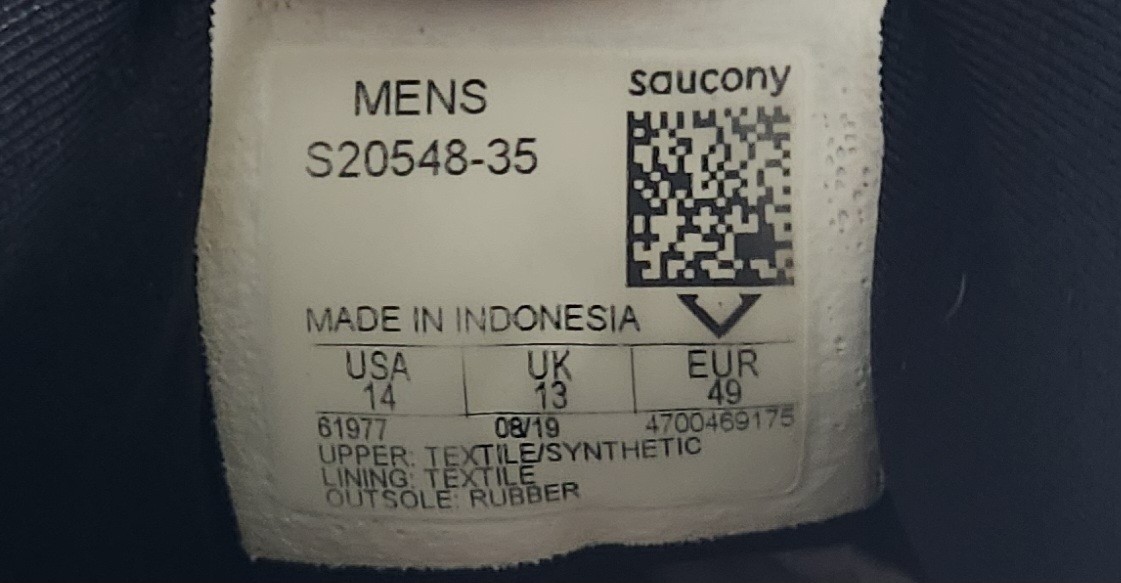 MENS
saucony
S20548-35
MADE IN INDONESIA
USA UK EUR
14 13 49
61977 08/19 4700469175
UPPER: TEXTILE/SYNTHETIC
LINING: TEXTILE
OUTSOLE: RUBBER